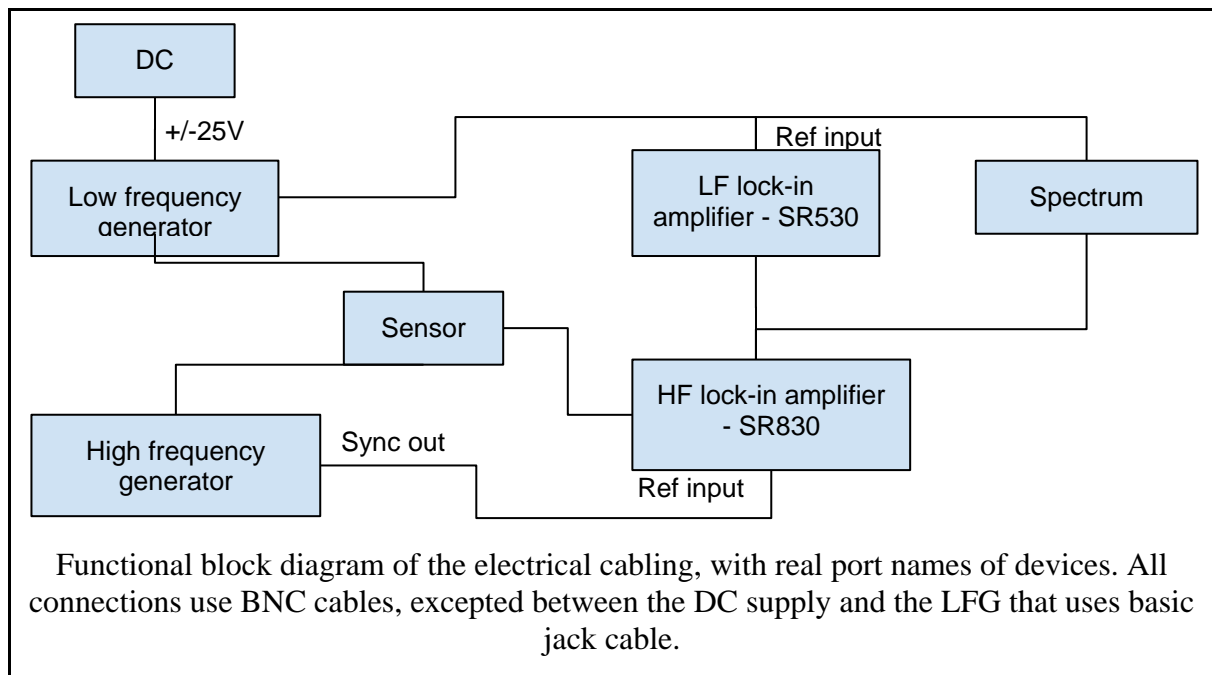 DC
+/-25V
Ref input
Low frequency
generator
LF lock-in
amplifier - SR530
Spectrum
Sensor
HF lock-in amplifier
- SR830
High frequency
generator
Sync out
Ref input
Functional block diagram of the electrical cabling, with real port names of devices. All
connections use BNC cables, excepted between the DC supply and the LFG that uses basic
jack cable.